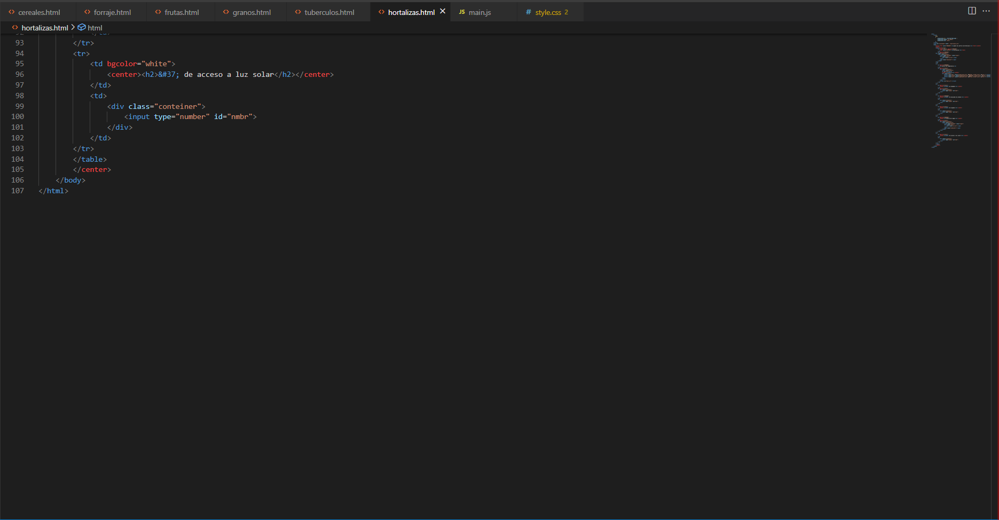 cereales.html forraje.html frutas.html granos.html tuberculos.html hortalizas.html JS main.js # style.css 2
hortalizas.html html
92 </td>
93 </tr>
94 <tr>
95 <td bgcolor="white">
96 <center><h2>&#37; de acceso a luz solar</h2></center>
97 </td>
98 <td>
99 <div class="conteiner">
100 <input type="number" id="nmbr">
101 </div>
102 </td>
103 </tr>
104 </table>
105 </center>
106 </body>
107 </html>